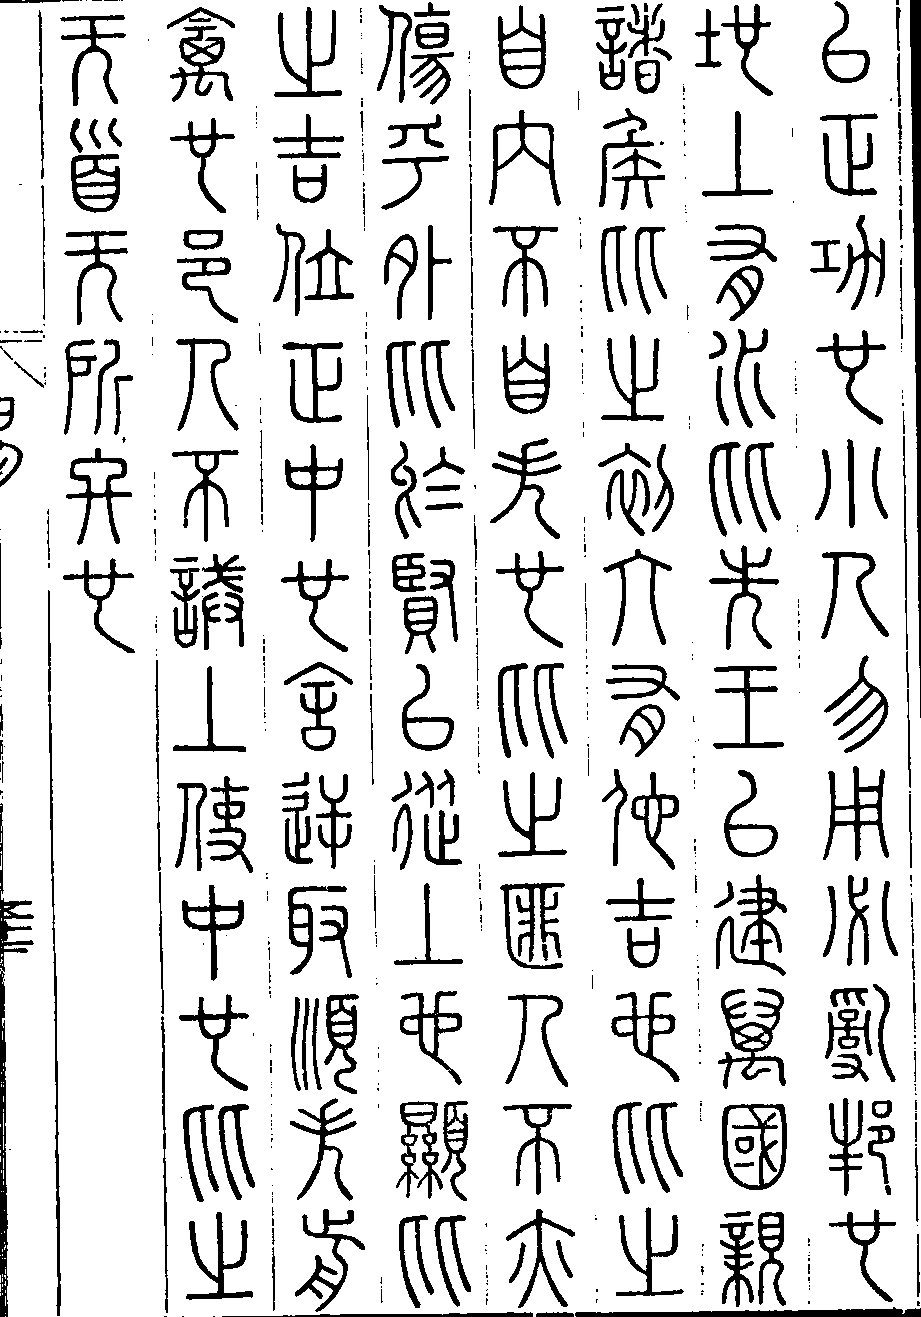 以正功也小人勿用必亂邦也
地上有水比先王以建萬國親
諸侯比之初六有他吉也比之
自內不自失也比之匪人不亦
傷乎外比於賢以從上也顯比
之吉位正中也舍逆取順失前
禽也邑人不誡上使中也比之
无首无所終也